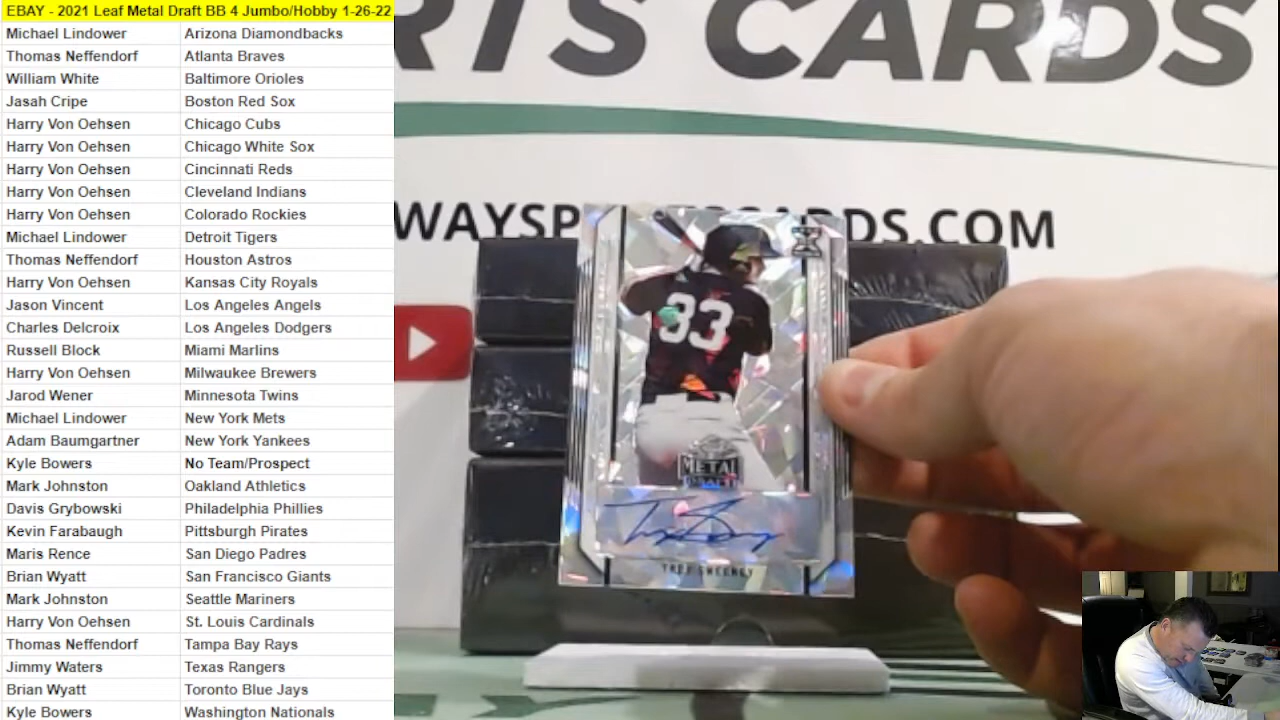 EBAY - 2021 Leaf Metal Draft BB 4 Jumbo/Hobby 1-26-22
Michael Lindower Arizona Diamondbacks
Thomas Neffendorf Atlanta Braves
William White Baltimore Orioles
Jasah Cripe Boston Red Sox
Harry Von Oehsen Chicago Cubs
Harry Von Oehsen Chicago White Sox
Harry Von Oehsen Cincinnati Reds
Harry Von Oehsen Cleveland Indians
Harry Von Oehsen Colorado Rockies
Michael Lindower Detroit Tigers
Thomas Neffendorf Houston Astros
Harry Von Oehsen Kansas City Royals
Jason Vincent Los Angeles Angels
Charles Delcroix Los Angeles Dodgers
Russell Block Miami Marlins
Harry Von Oehsen Milwaukee Brewers
Jarod Wener Minnesota Twins
Michael Lindower New York Mets
Adam Baumgartner New York Yankees
Kyle Bowers No Team/Prospect
Mark Johnston Oakland Athletics
Davis Grybowski Philadelphia Phillies
Kevin Farabaugh Pittsburgh Pirates
Maris Rence San Diego Padres
Brian Wyatt San Francisco Giants
Mark Johnston Seattle Mariners
Harry Von Oehsen St. Louis Cardinals
Thomas Neffendorf Tampa Bay Rays
Jimmy Waters Texas Rangers
Brian Wyatt Toronto Blue Jays
Kyle Bowers Washington Nationals
RTS CARDS
WAYSP CARDS.COM
33
METAL
DRAFT
TREY SWEENEY